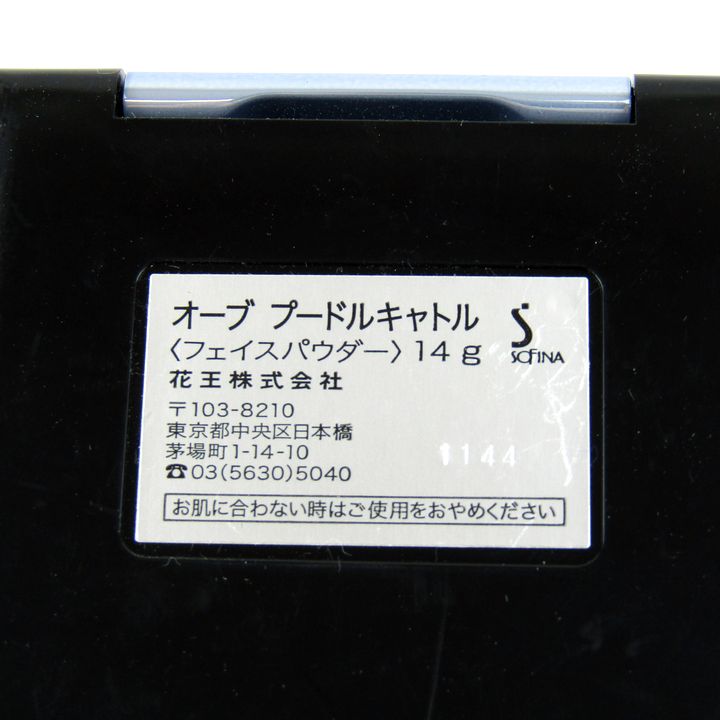 オーブ プードルキャトル
〈フェイスパウダー〉14 g
SOFINA
花王株式会社
〒103-8210
東京都中央区日本橋
茅場町1-14-10
☎03(5630)5040
1144
お肌に合わない時はご使用をおやめください